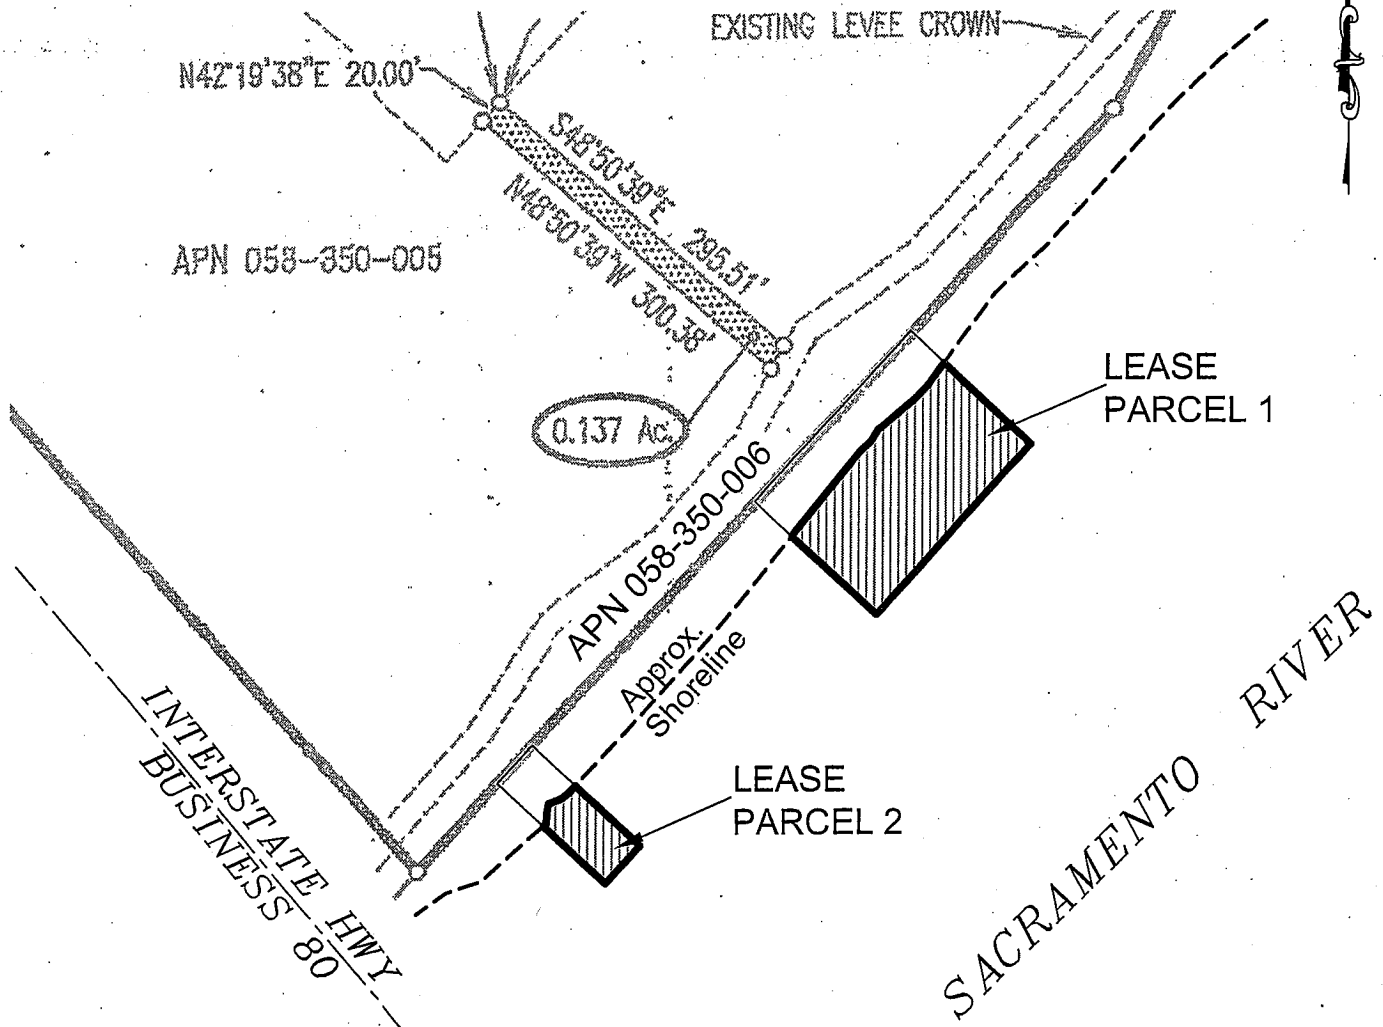 EXISTING LEVEE CROWN
N42°19'38"E 20.00'
S48°50'39"E 295.51'
N48°50'39"W 300.38'
APN 058-350-005
LEASE
PARCEL 1
0.137 Ac.
APN 058-350-006
Approx.
Shoreline
LEASE
PARCEL 2
INTERSTATE HWY
BUSINESS 80
SACRAMENTO RIVER